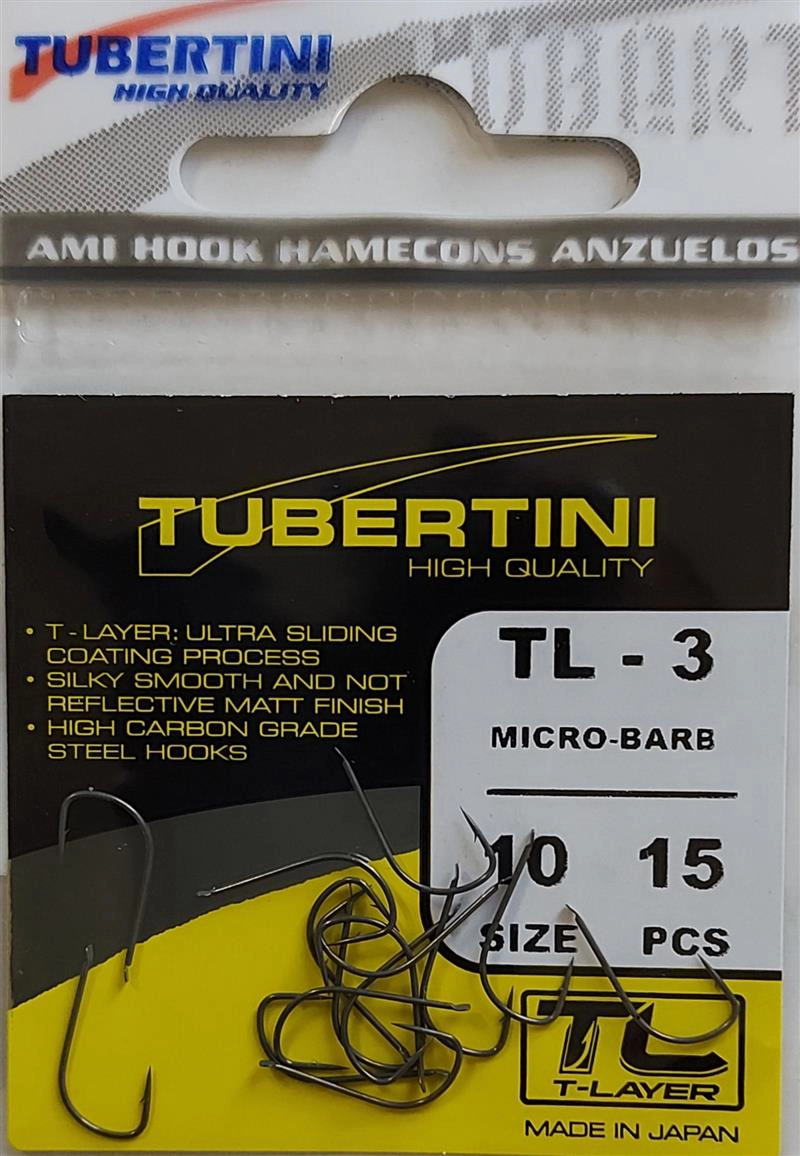 TUBERTINI
HIGH QUALITY
TUBERT
AMI HOOK HAMECONS ANZUELOS
TUBERTINI
HIGH QUALITY
• T-LAYER: ULTRA SLIDING
COATING PROCESS
• SILKY SMOOTH AND NOT
REFLECTIVE MATT FINISH
• HIGH CARBON GRADE
STEEL HOOKS
TL - 3
MICRO-BARB
10 15
SIZE PCS
TL
T-LAYER
MADE IN JAPAN